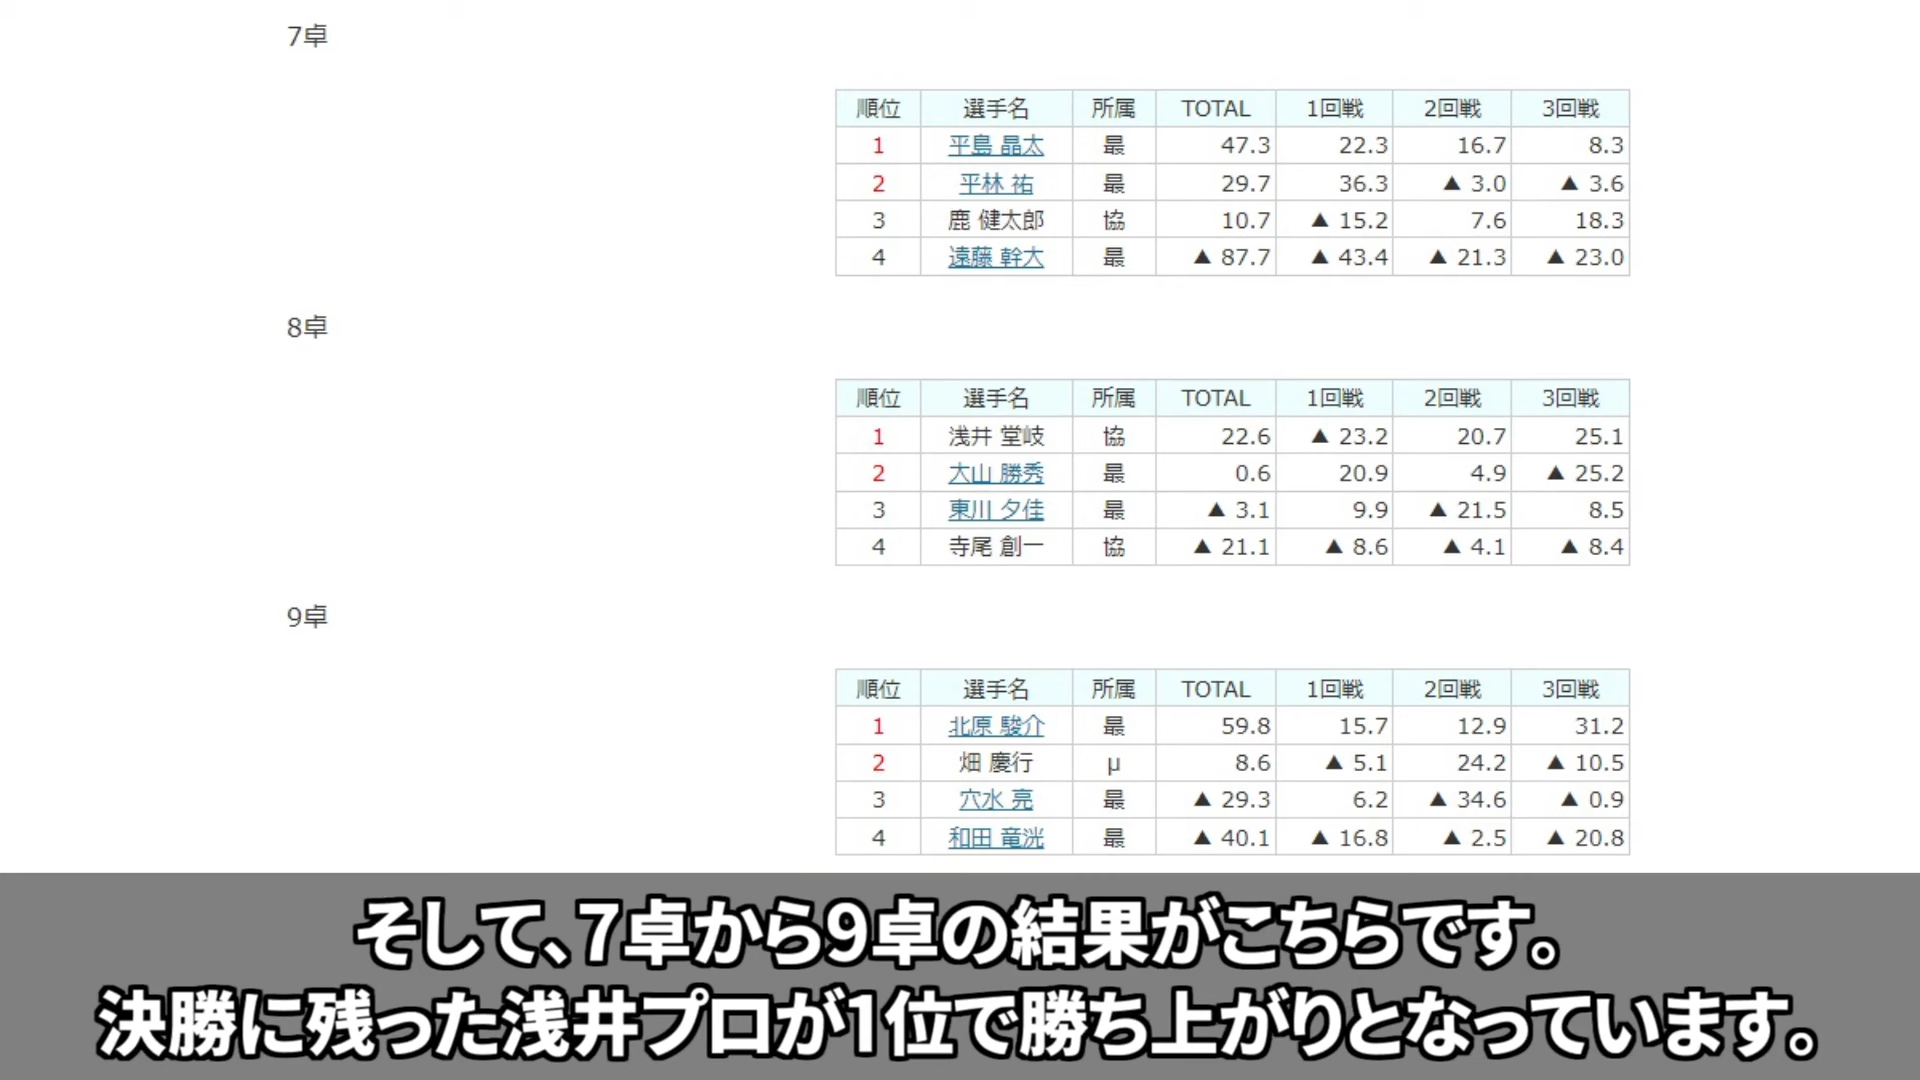 7卓
順位 選手名 所属 TOTAL 1回戦 2回戦 3回戦
1 平島 晶太 最 47.3 22.3 16.7 8.3
2 平林 祐 最 29.7 36.3 ▲ 3.0 ▲ 3.6
3 鹿 健太郎 協 10.7 ▲ 15.2 7.6 18.3
4 遠藤 幹大 最 ▲ 87.7 ▲ 43.4 ▲ 21.3 ▲ 23.0
8卓
順位 選手名 所属 TOTAL 1回戦 2回戦 3回戦
1 浅井 堂岐 協 22.6 ▲ 23.2 20.7 25.1
2 大山 勝秀 最 0.6 20.9 4.9 ▲ 25.2
3 東川 夕佳 最 ▲ 3.1 9.9 ▲ 21.5 8.5
4 寺尾 創一 協 ▲ 21.1 ▲ 8.6 ▲ 4.1 ▲ 8.4
9卓
順位 選手名 所属 TOTAL 1回戦 2回戦 3回戦
1 北原 駿介 最 59.8 15.7 12.9 31.2
2 畑 慶行 μ 8.6 ▲ 5.1 24.2 ▲ 10.5
3 穴水 亮 最 ▲ 29.3 6.2 ▲ 34.6 ▲ 0.9
4 和田 竜洸 最 ▲ 40.1 ▲ 16.8 ▲ 2.5 ▲ 20.8
そして､7卓から9卓の結果がこちらです。
決勝に残った浅井プロが1位で勝ち上がりとなっています。